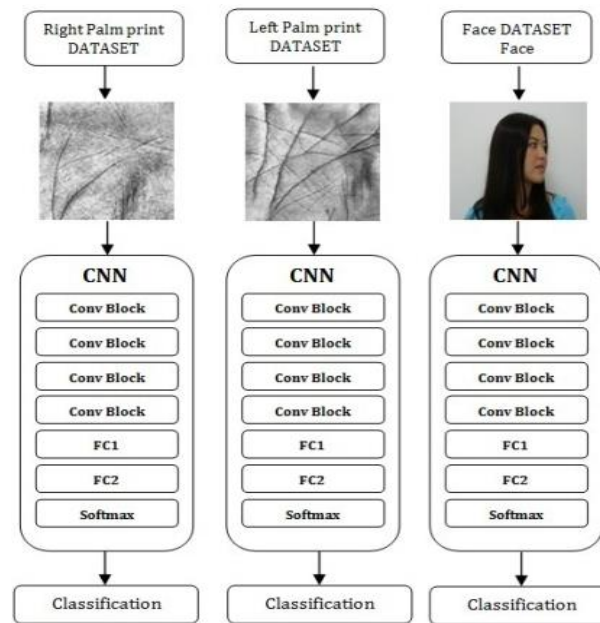 Right Palm print
DATASET
Left Palm print
DATASET
Face DATASET
Face
CNN
Conv Block
Conv Block
Conv Block
Conv Block
FC1
FC2
Softmax
Classification
CNN
Conv Block
Conv Block
Conv Block
Conv Block
FC1
FC2
Softmax
Classification
CNN
Conv Block
Conv Block
Conv Block
Conv Block
FC1
FC2
Softmax
Classification